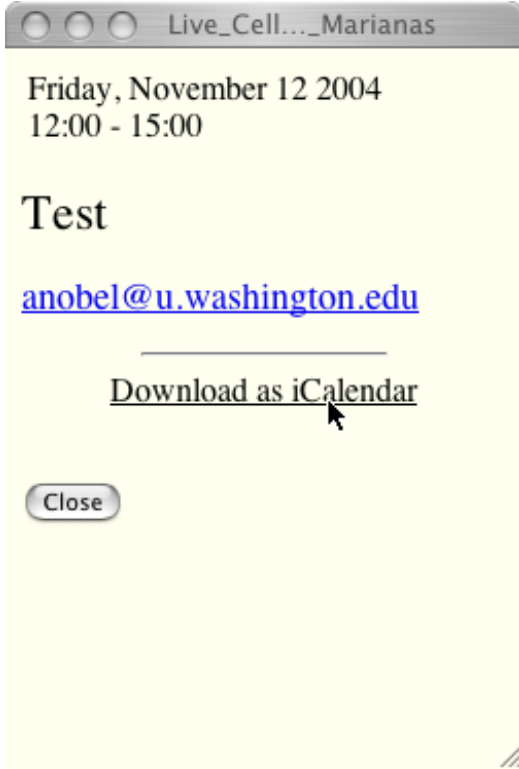 Live_Cell..._Marianas
Friday, November 12 2004
12:00 - 15:00
Test
anobel@u.washington.edu
Download as iCalendar
Close